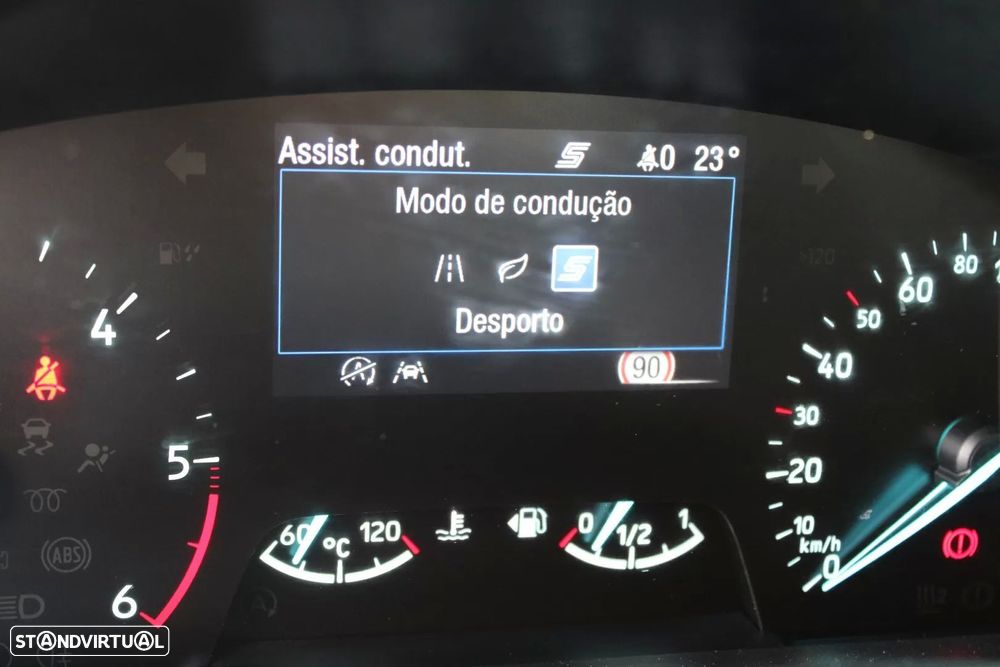 Assist. condut. S 0 23°
Modo de condução
S
Desporto
A 90
4
5
6
60 °C 120
0 1/2 1
0
10
20
30
40
50
60
80
km/h
>120
ABS
STANDVIRTUAL